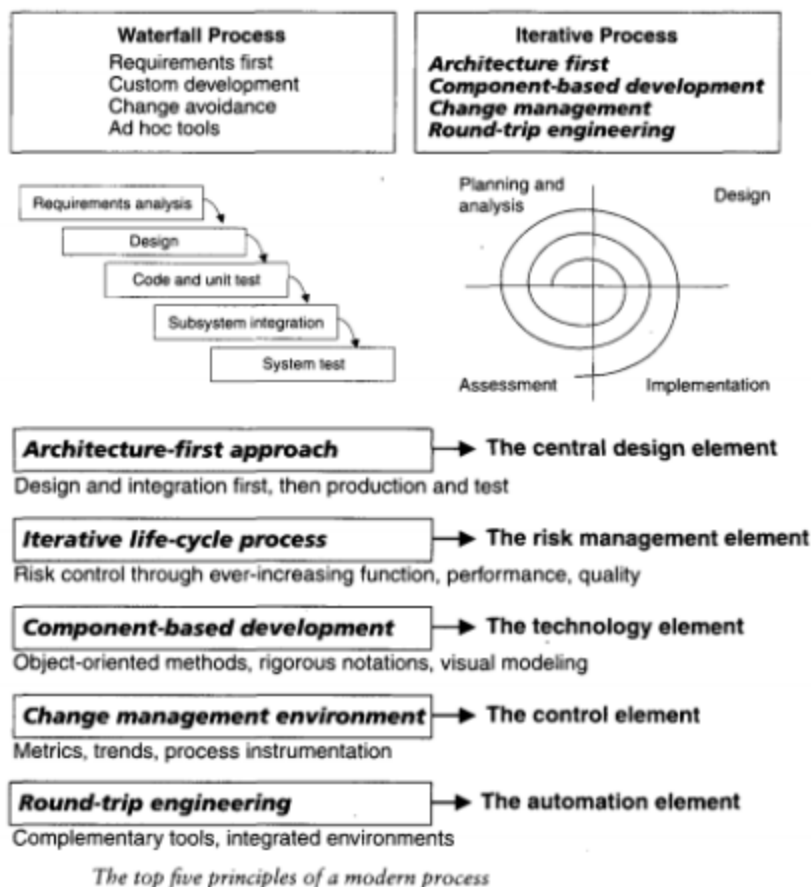 Waterfall Process
Requirements first
Custom development
Change avoidance
Ad hoc tools
Iterative Process
Architecture first
Component-based development
Change management
Round-trip engineering
Requirements analysis
Design
Code and unit test
Subsystem integration
System test
Planning and
analysis
Design
Assessment
Implementation
Architecture-first approach
The central design element
Design and integration first, then production and test
Iterative life-cycle process
The risk management element
Risk control through ever-increasing function, performance, quality
Component-based development
The technology element
Object-oriented methods, rigorous notations, visual modeling
Change management environment
The control element
Metrics, trends, process instrumentation
Round-trip engineering
The automation element
Complementary tools, integrated environments
The top five principles of a modern process